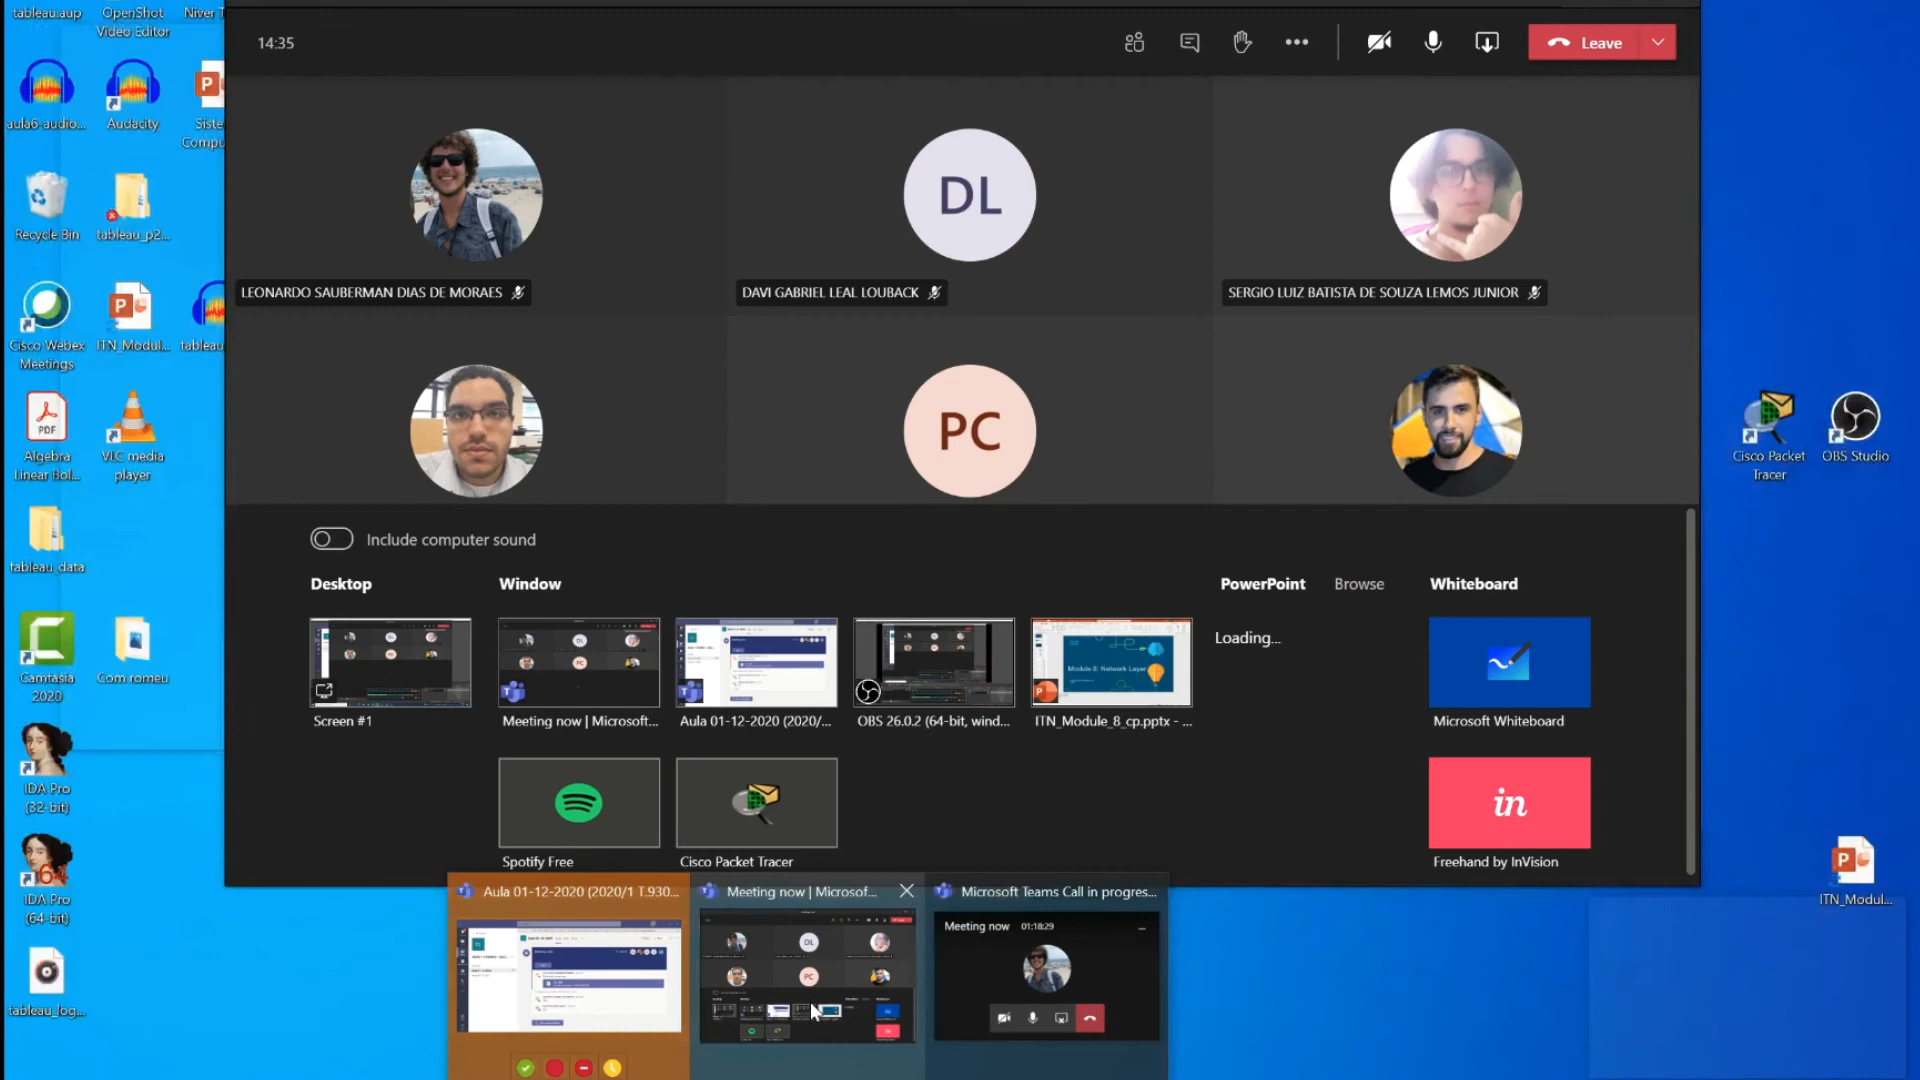 tableau.aup
OpenShot
Video Editor
Niver T
14:35
Leave
aula6-audio...
Audacity
Siste
Compu
DL
LEONARDO SAUBERMAN DIAS DE MORAES
DAVI GABRIEL LEAL LOUBACK
SERGIO LUIZ BATISTA DE SOUZA LEMOS JUNIOR
Recycle Bin
tableau_p2...
Cisco Webex
Meetings
ITN_Modul...
tableau
PC
PDF
Algebra
Linear Bol...
VLC media
player
Cisco Packet
Tracer
OBS Studio
tableau_data
Include computer sound
Desktop
Window
PowerPoint
Browse
Whiteboard
Loading...
Module 8: Network Layer
Screen #1
Meeting now | Microsoft...
Aula 01-12-2020 (2020/...
OBS 26.0.2 (64-bit, wind...
ITN_Module_8_cp.pptx - ...
Microsoft Whiteboard
Camtasia
2020
Com romeu
IDA Pro
(32-bit)
in
Spotify Free
Cisco Packet Tracer
Freehand by InVision
64
IDA Pro
(64-bit)
ITN_Modul...
Aula 01-12-2020 (2020/1 T.930...
Meeting now | Microsof...
Microsoft Teams Call in progres...
Meeting now 01:18:29
tableau_log...